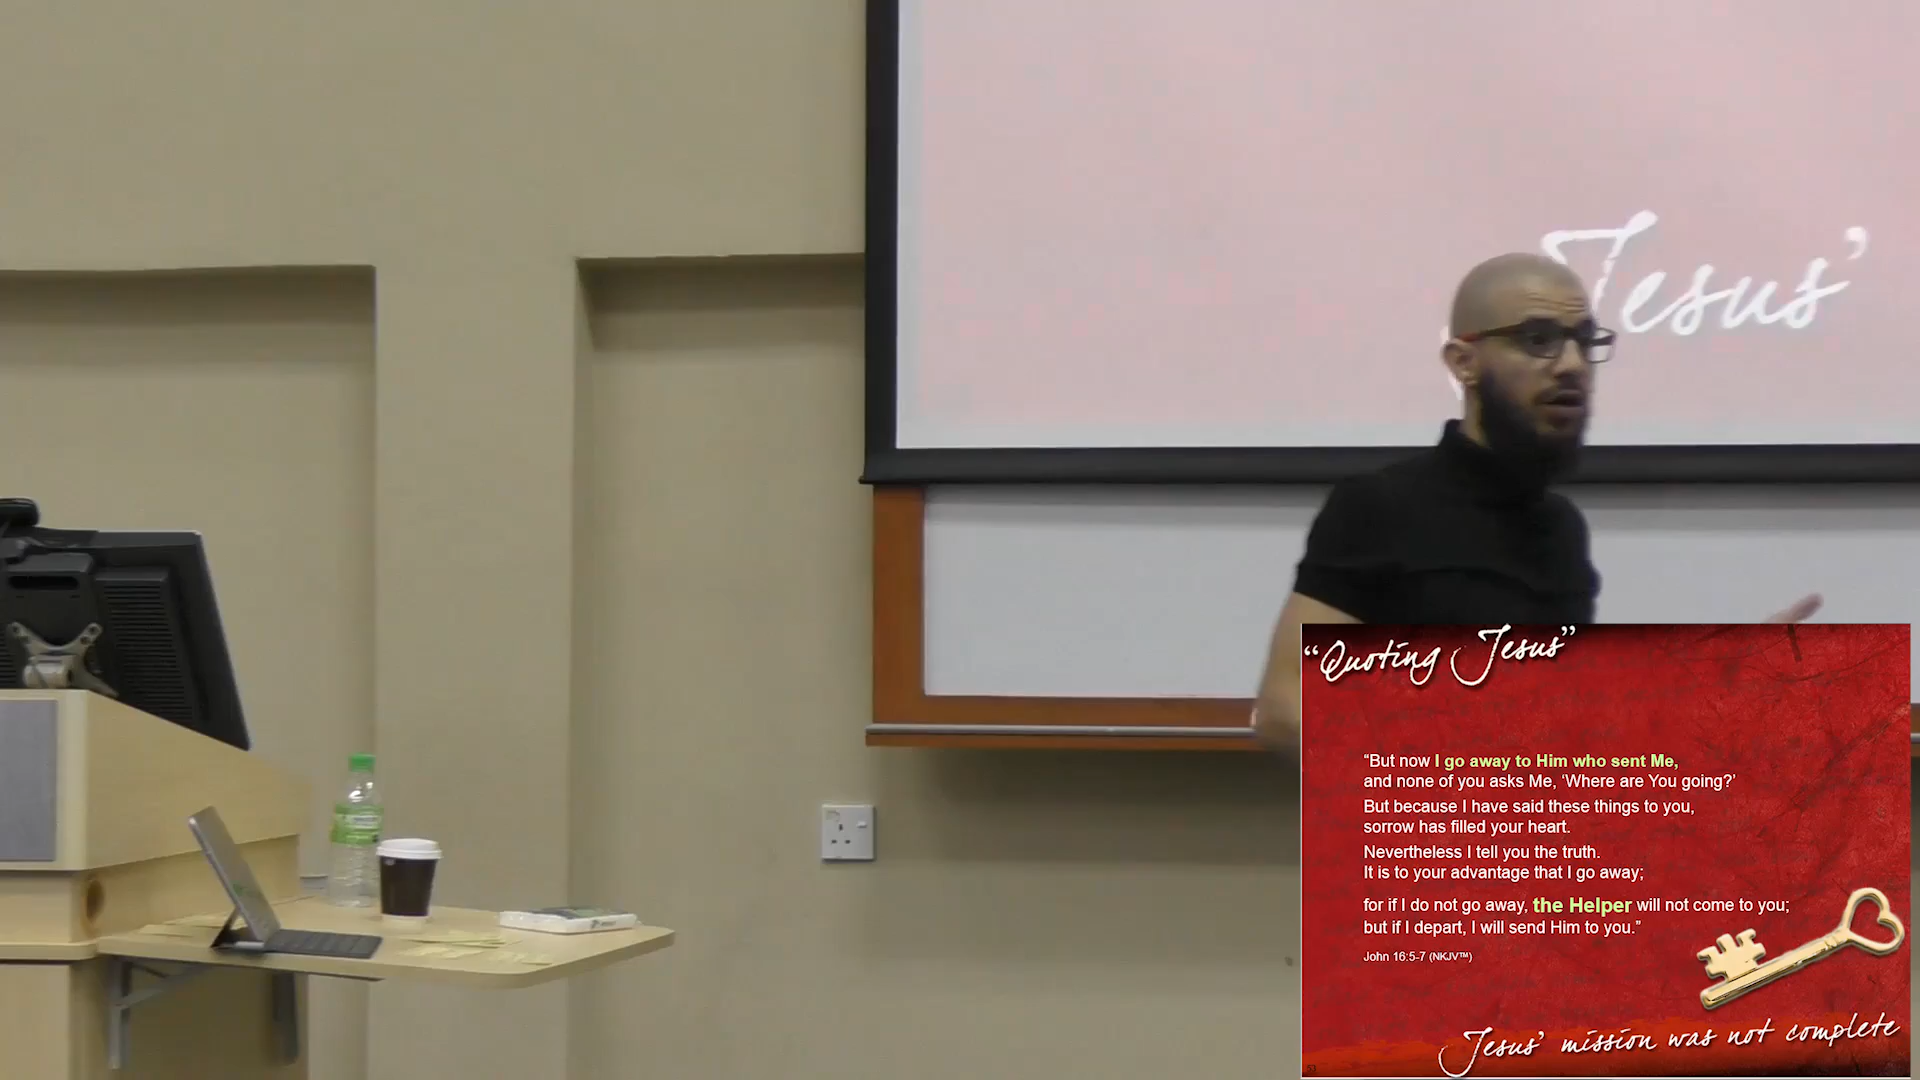 Jesus'
“Quoting Jesus”
“But now I go away to Him who sent Me,
and none of you asks Me, ‘Where are You going?’
But because I have said these things to you,
sorrow has filled your heart.
Nevertheless I tell you the truth.
It is to your advantage that I go away;
for if I do not go away, the Helper will not come to you;
but if I depart, I will send Him to you.”
John 16:5-7 (NKJV™)
Jesus’ mission was not complete